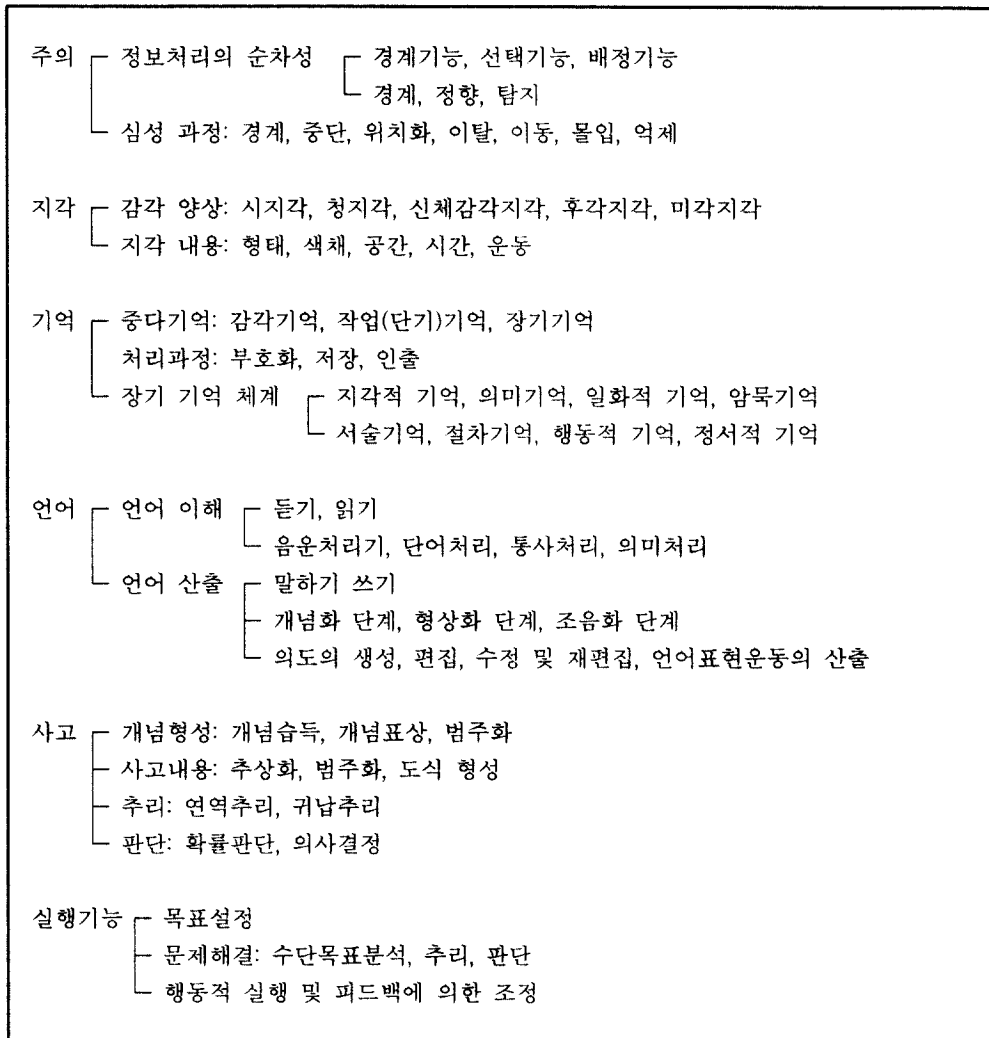 주의 정보처리의 순차성 경계기능, 선택기능, 배정기능
경계, 정향, 탐지
심성 과정: 경계, 중단, 위치화, 이탈, 이동, 몰입, 억제
지각 감각 양상: 시지각, 청지각, 신체감각지각, 후각지각, 미각지각
지각 내용: 형태, 색채, 공간, 시간, 운동
기억 중다기억: 감각기억, 작업(단기)기억, 장기기억
처리과정: 부호화, 저장, 인출
장기 기억 체계 지각적 기억, 의미기억, 일화적 기억, 암묵기억
서술기억, 절차기억, 행동적 기억, 정서적 기억
언어 언어 이해 듣기, 읽기
음운처리기, 단어처리, 통사처리, 의미처리
언어 산출 말하기 쓰기
개념화 단계, 형상화 단계, 조음화 단계
의도의 생성, 편집, 수정 및 재편집, 언어표현운동의 산출
사고 개념형성: 개념습득, 개념표상, 범주화
사고내용: 추상화, 범주화, 도식 형성
추리: 연역추리, 귀납추리
판단: 확률판단, 의사결정
실행기능 목표설정
문제해결: 수단목표분석, 추리, 판단
행동적 실행 및 피드백에 의한 조정